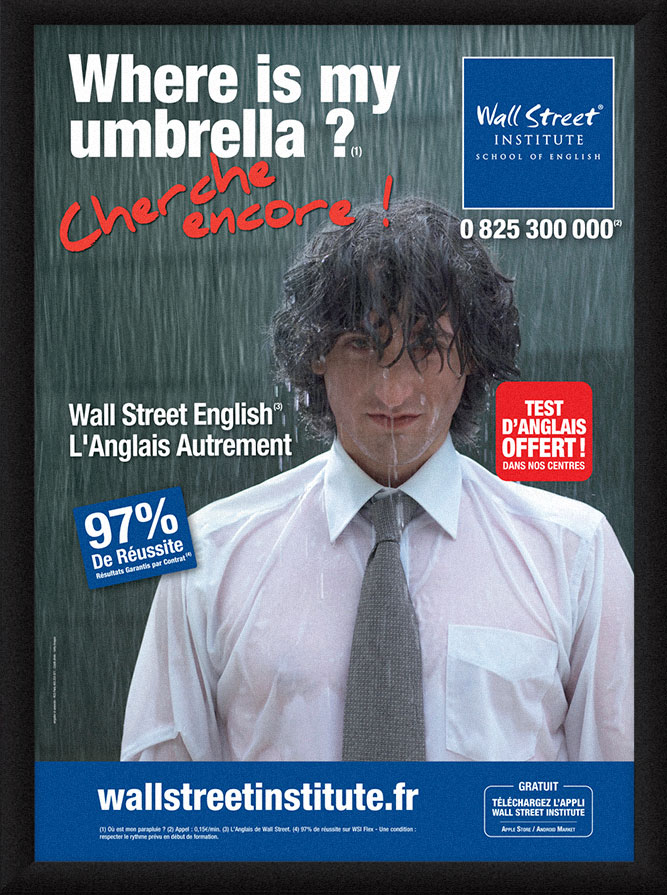 Where is my
umbrella ?(1)
Cherche
encore !
Wall Street®
INSTITUTE
SCHOOL OF ENGLISH
0 825 300 000(2)
Wall Street English(3)
L'Anglais Autrement
TEST
D'ANGLAIS
OFFERT !
DANS NOS CENTRES
97%
De Réussite
Résultats Garantis par Contrat(4)
wallstreetinstitute.fr
GRATUIT
TÉLÉCHARGEZ L'APPLI
WALL STREET INSTITUTE
APPLE STORE / ANDROID MARKET
(1) Où est mon parapluie ? (2) Appel : 0,15€/min. (3) L'Anglais de Wall Street. (4) 97% de réussite sur WSI Flex - Une condition :
respecter le rythme prévu en début de formation.